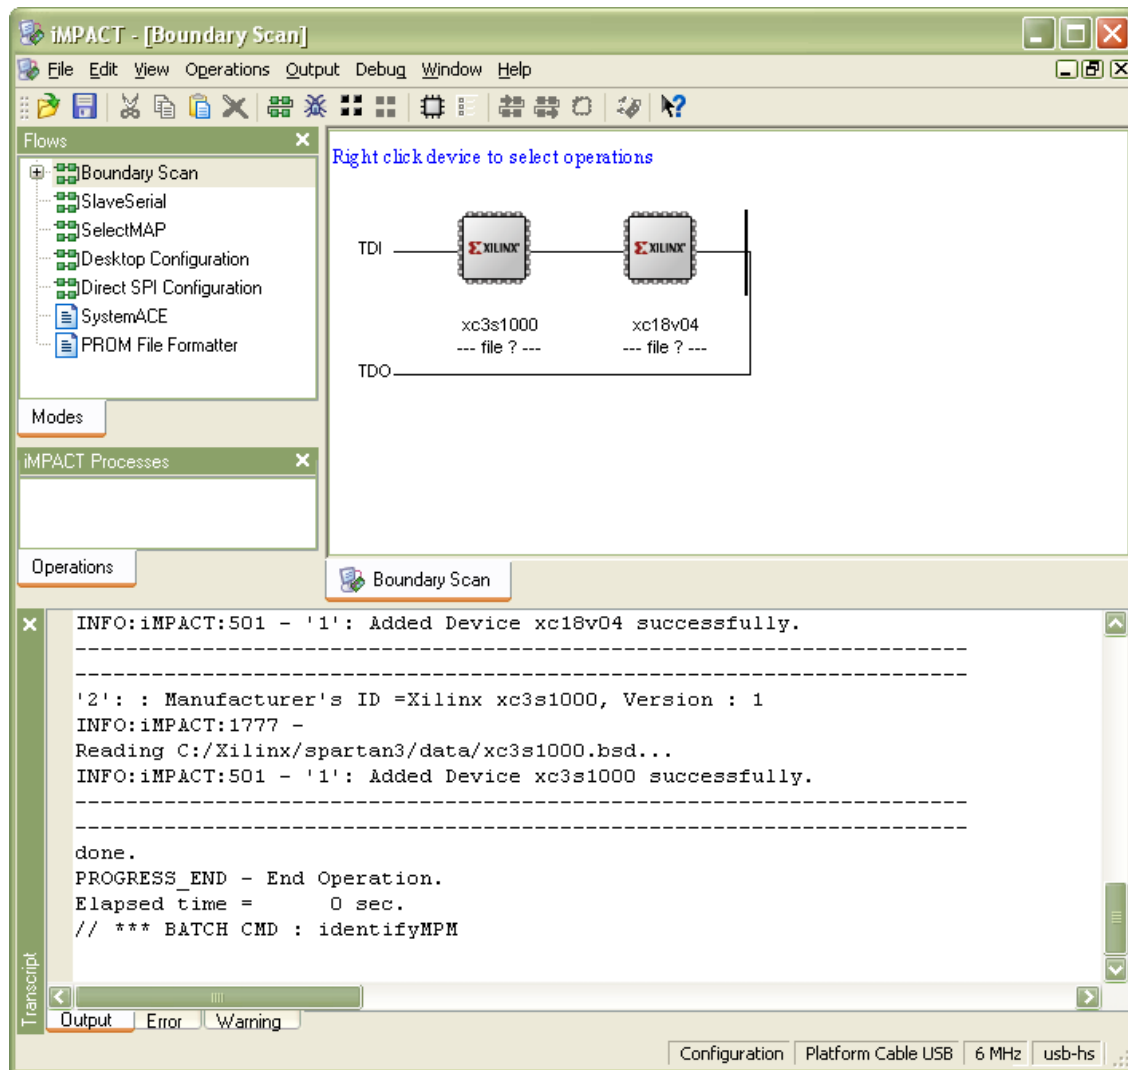 iMPACT - [Boundary Scan]
File Edit View Operations Output Debug Window Help
Flows
Boundary Scan
SlaveSerial
SelectMAP
Desktop Configuration
Direct SPI Configuration
SystemACE
PROM File Formatter
Modes
iMPACT Processes
Operations
Right click device to select operations
TDI
XILINX
XILINX
xc3s1000
xc18v04
--- file ? ---
--- file ? ---
TDO
Boundary Scan
INFO:iMPACT:501 - '1': Added Device xc18v04 successfully.
----------------------------------------------------------------------
----------------------------------------------------------------------
'2': : Manufacturer's ID =Xilinx xc3s1000, Version : 1
INFO:iMPACT:1777 -
Reading C:/Xilinx/spartan3/data/xc3s1000.bsd...
INFO:iMPACT:501 - '1': Added Device xc3s1000 successfully.
----------------------------------------------------------------------
----------------------------------------------------------------------
done.
PROGRESS_END - End Operation.
Elapsed time =      0 sec.
// *** BATCH CMD : identifyMPM
Transcript
Output Error Warning
Configuration Platform Cable USB 6 MHz usb-hs